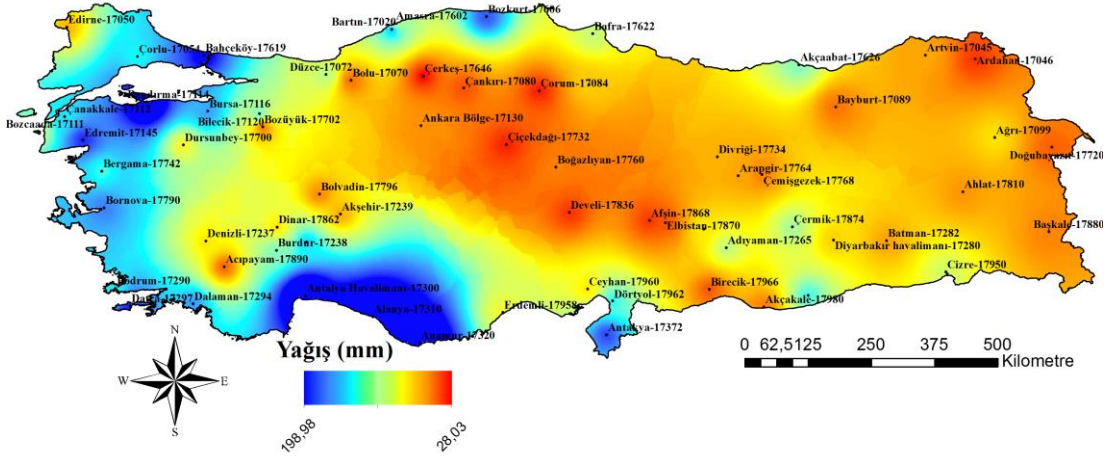 Bozkurt-17606
Amasra-17602
Bartın-17020
Bafra-17622
Edirne-17050
Çorlu-17054
Bahçeköy-17619
Akçaabat-17626
Artvin-17045
Ardahan-17046
Düzce-17072
Bolu-17070
Çerkeş-17646
Çankırı-17080
Çorum-17084
Bayburt-17089
Çanakkale-17112
Bozcaada-17111
Bursa-17116
Bilecik-17120
Bozüyük-17702
Ankara Bölge-17130
Edremit-17145
Dursunbey-17700
Çiçekdağı-17732
Ağrı-17099
Doğubayazıt-17720
Bergama-17742
Boğazlıyan-17760
Divriği-17734
Arapgir-17764
Çemişgezek-17768
Bornova-17790
Bolvadin-17796
Akşehir-17239
Ahlat-17810
Dinar-17862
Develi-17836
Afşin-17868
Elbistan-17870
Çermik-17874
Batman-17282
Başkale-17880
Denizli-17237
Burdur-17238
Adıyaman-17265
Diyarbakır havalimanı-17280
Acıpayam-17890
Cizre-17950
Bodrum-17290
Dalaman-17294
Antalya Havalimanı-17300
Alanya-17310
Erdemli-17958
Ceyhan-17960
Dörtyol-17962
Birecik-17966
Akçakale-17980
Anamur-17320
Antakya-17372
Yağış (mm)
198,98
28,03
N
W
E
S
0 62,5125 250 375 500
Kilometre